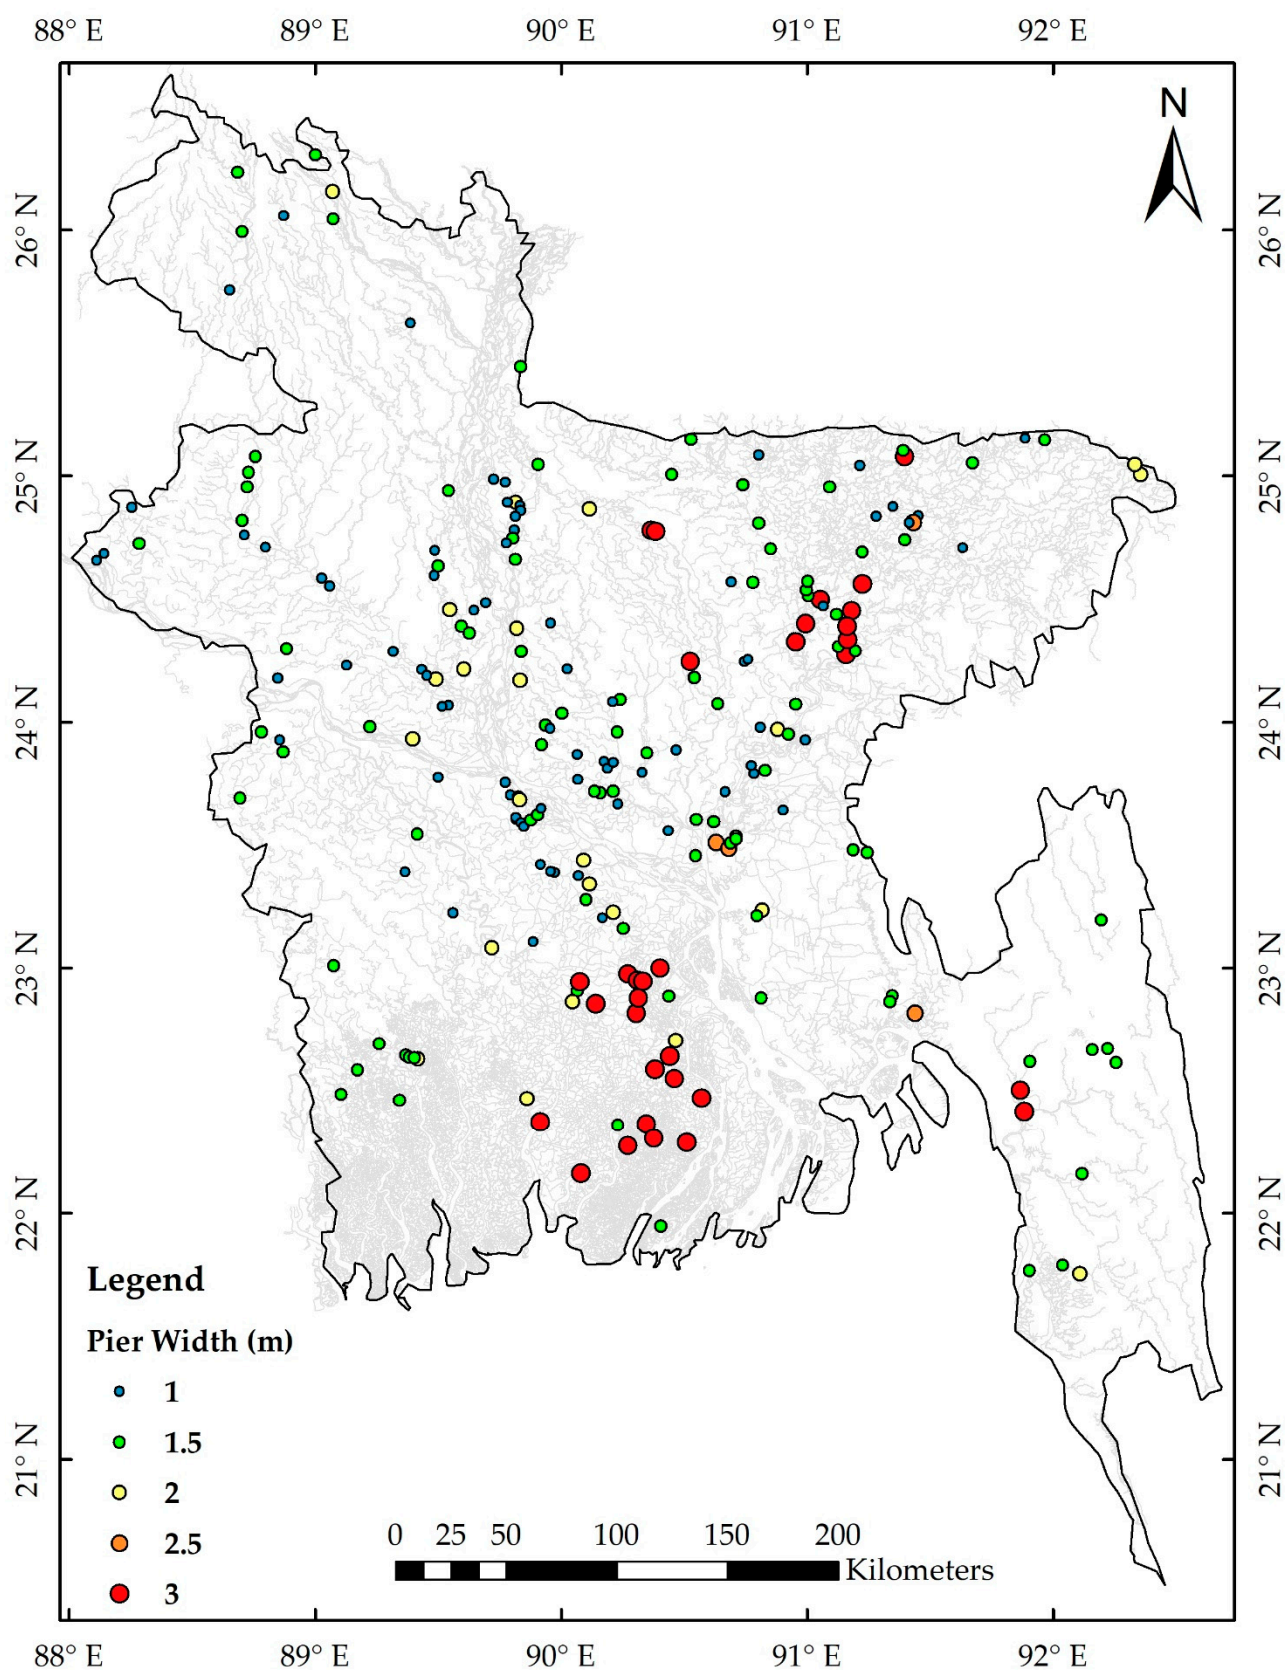 88° E 89° E 90° E 91° E 92° E
N
26° N 26° N
25° N 25° N
24° N 24° N
23° N 23° N
22° N 22° N
21° N 21° N
Legend
Pier Width (m)
1
1.5
2
2.5
3
0 25 50 100 150 200
Kilometers
88° E 89° E 90° E 91° E 92° E